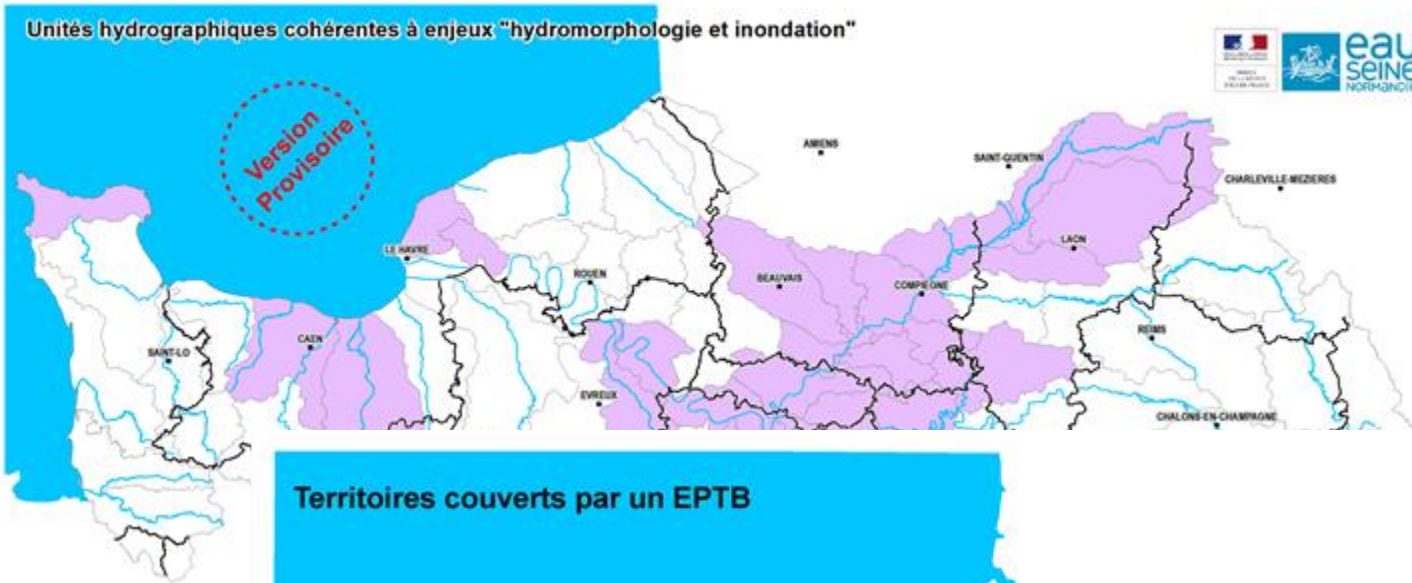 Unités hydrographiques cohérentes à enjeux "hydromorphologie et inondation"
eau
SEINE
NORMANDIE
Version
Provisoire
AMIENS
SAINT-QUENTIN
CHARLEVILLE-MEZIERES
LE HAVRE
ROUEN
LAON
BEAUVAIS
COMPIEGNE
SAINT-LO
CAEN
REIMS
EVREUX
CHALONS-EN-CHAMPAGNE
Territoires couverts par un EPTB